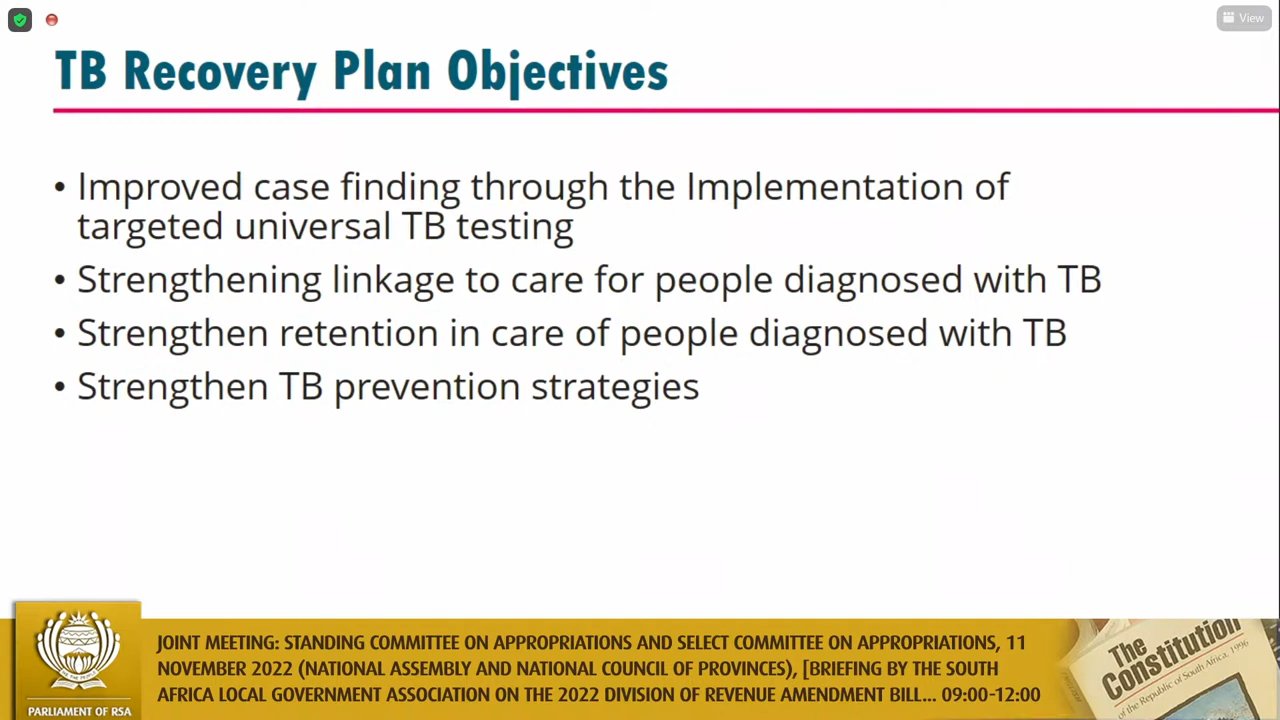 View
TB Recovery Plan Objectives
• Improved case finding through the Implementation of
targeted universal TB testing
• Strengthening linkage to care for people diagnosed with TB
• Strengthen retention in care of people diagnosed with TB
• Strengthen TB prevention strategies
JOINT MEETING: STANDING COMMITTEE ON APPROPRIATIONS AND SELECT COMMITTEE ON APPROPRIATIONS, 11
NOVEMBER 2022 (NATIONAL ASSEMBLY AND NATIONAL COUNCIL OF PROVINCES), [BRIEFING BY THE SOUTH
AFRICA LOCAL GOVERNMENT ASSOCIATION ON THE 2022 DIVISION OF REVENUE AMENDMENT BILL... 09:00-12:00
PARLIAMENT OF RSA
The
Constitution
of the Republic of South Africa, 1996